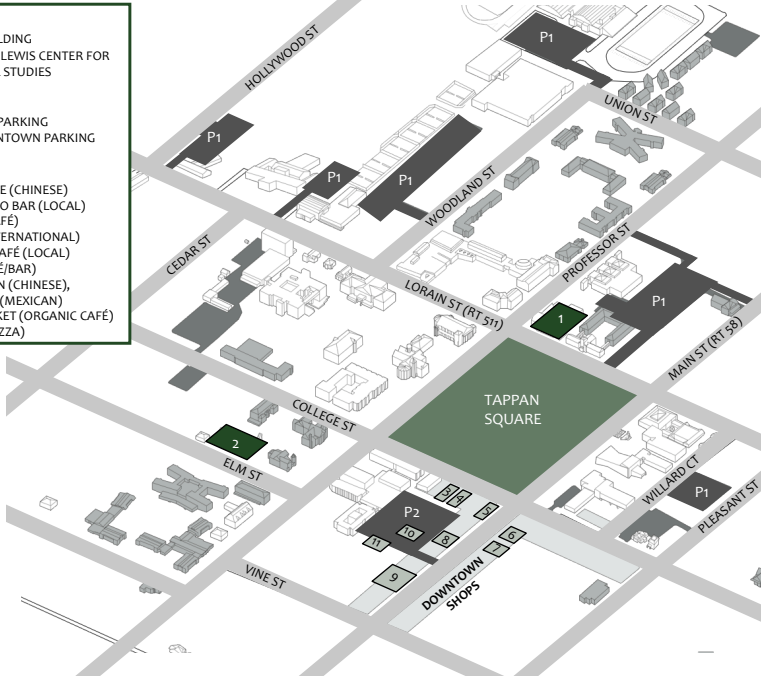 LDING
LEWIS CENTER FOR
STUDIES
PARKING
NTOWN PARKING
E (CHINESE)
O BAR (LOCAL)
FÉ)
ERNATIONAL)
AFÉ (LOCAL)
É/BAR)
N (CHINESE),
(MEXICAN)
KET (ORGANIC CAFÉ)
ZZA)
HOLLYWOOD ST
P1
UNION ST
P1
P1
P1
WOODLAND ST
CEDAR ST
PROFESSOR ST
LORAIN ST (RT 511)
P1
1
MAIN ST (RT 58)
TAPPAN
SQUARE
COLLEGE ST
2
ELM ST
WILLARD CT
P1
PLEASANT ST
3
4
5
P2
10
11
8
6
7
9
VINE ST
DOWNTOWN
SHOPS